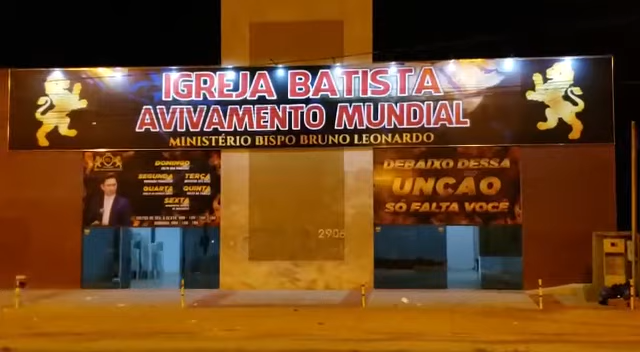 IGREJA BATISTA
AVIVAMENTO MUNDIAL
MINISTÉRIO BISPO BRUNO LEONARDO
DOMINGO
SEGUNDA TERÇA
QUARTA QUINTA
SEXTA
DEBAIXO DESSA
UNÇÃO
SÓ FALTA VOCÊ
2906